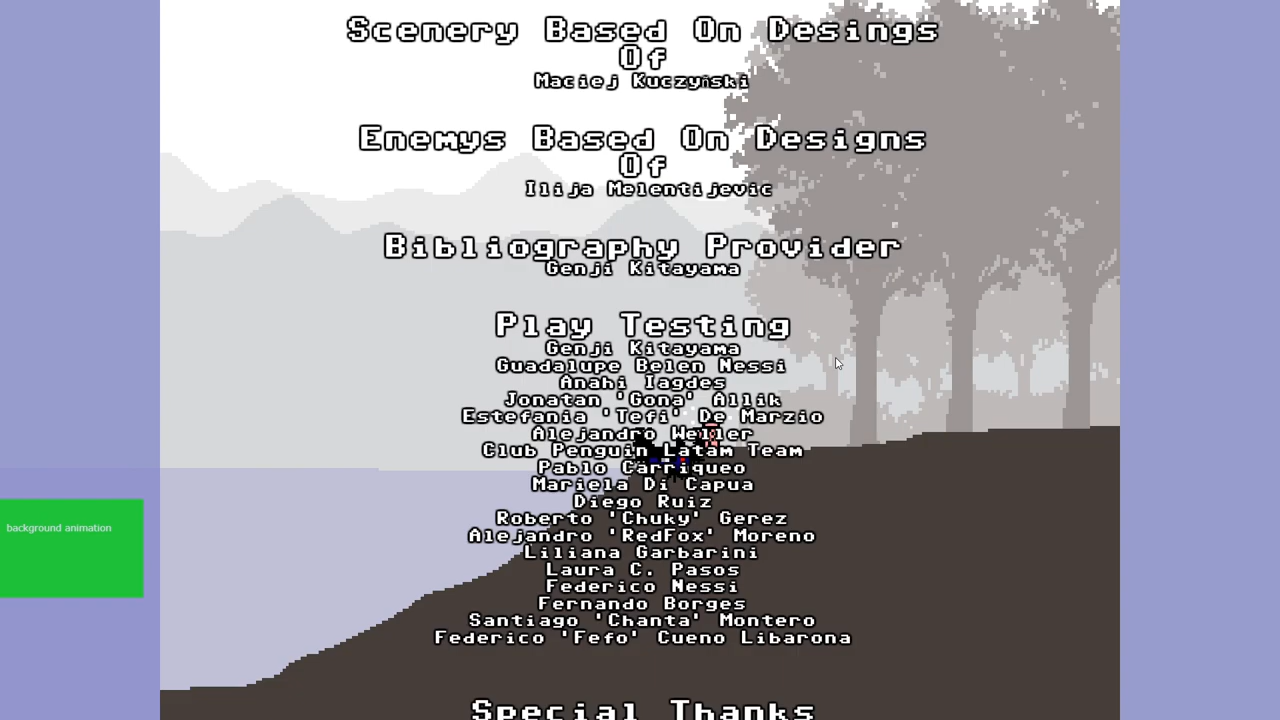 Scenery Based On Desings
Of
Maciej Kuczyński
Enemys Based On Designs
Of
Ilija Melentijevic
Bibliography Provider
Genji Kitayama
Play Testing
Genji Kitayama
Guadalupe Belen Nessi
Anahi Iagdes
Jonatan 'Gona' Allik
Estefania 'Tefi' De Marzio
Alejandro Weller
Club Penguin Latam Team
Pablo Carriqueo
Mariela Di Capua
Diego Ruiz
Roberto 'Chuky' Gerez
Alejandro 'RedFox' Moreno
Liliana Garbarini
Laura C. Pasos
Federico Nessi
Fernando Borges
Santiago 'Chanta' Montero
Federico 'Fefo' Cueno Libarona
Special Thanks
background animation